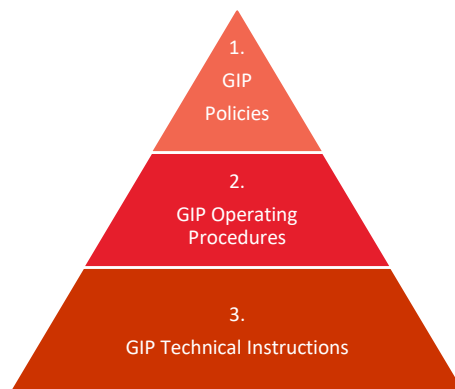 1.
GIP
Policies
2.
GIP Operating
Procedures
3.
GIP Technical Instructions